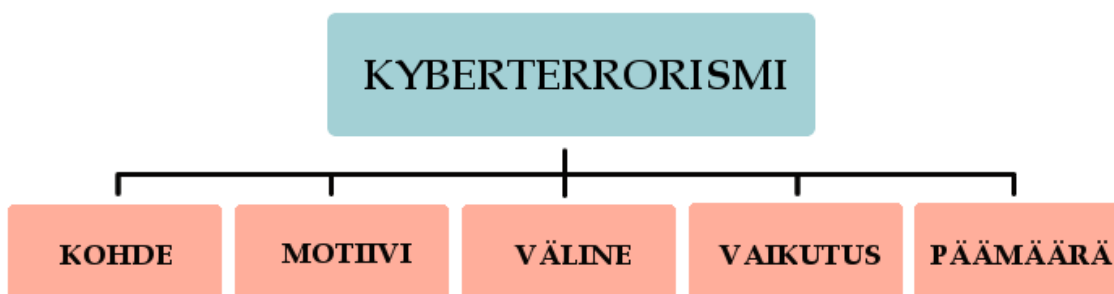 KYBERTERRORISMI
KOHDE
MOTIIVI
VÄLINE
VAIKUTUS
PÄÄMÄÄRÄ